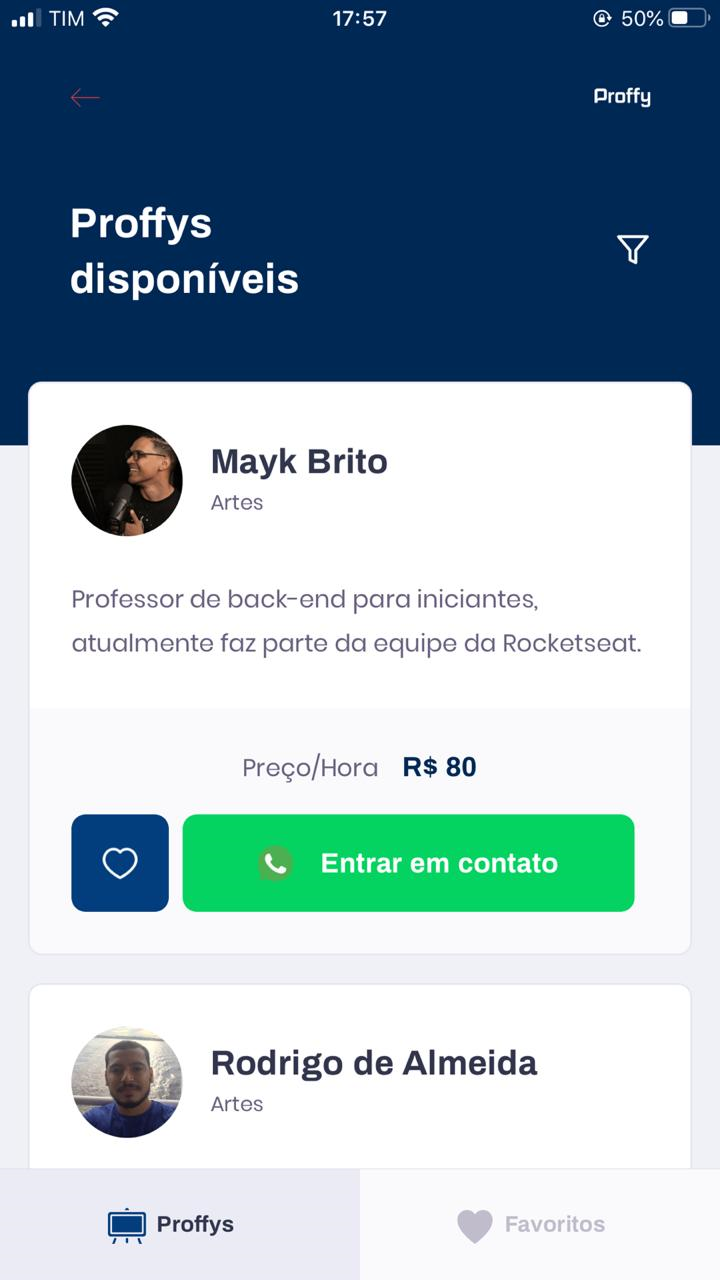 TIM 17:57 50%
Proffy
Proffys
disponíveis
Mayk Brito
Artes
Professor de back-end para iniciantes,
atualmente faz parte da equipe da Rocketseat.
Preço/Hora R$ 80
Entrar em contato
Rodrigo de Almeida
Artes
Proffys Favoritos